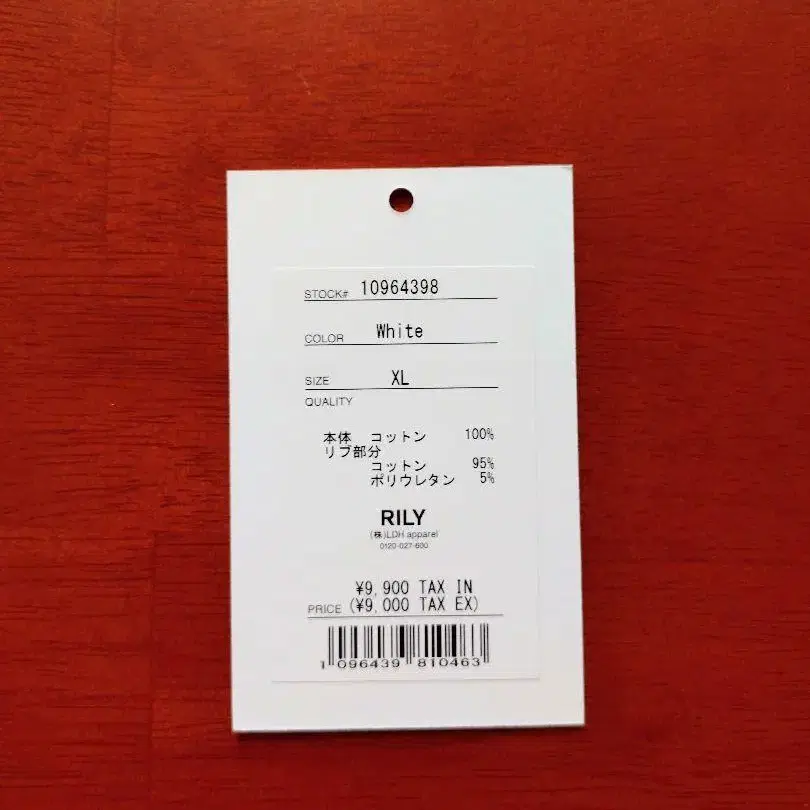 STOCK# 10964398
COLOR White
SIZE XL
QUALITY
本体 コットン 100%
リブ部分
コットン 95%
ポリウレタン 5%
RILY
(株)LDH apparel
0120-027-600
¥9,900 TAX IN
PRICE (¥9,000 TAX EX)
1 096439 810463